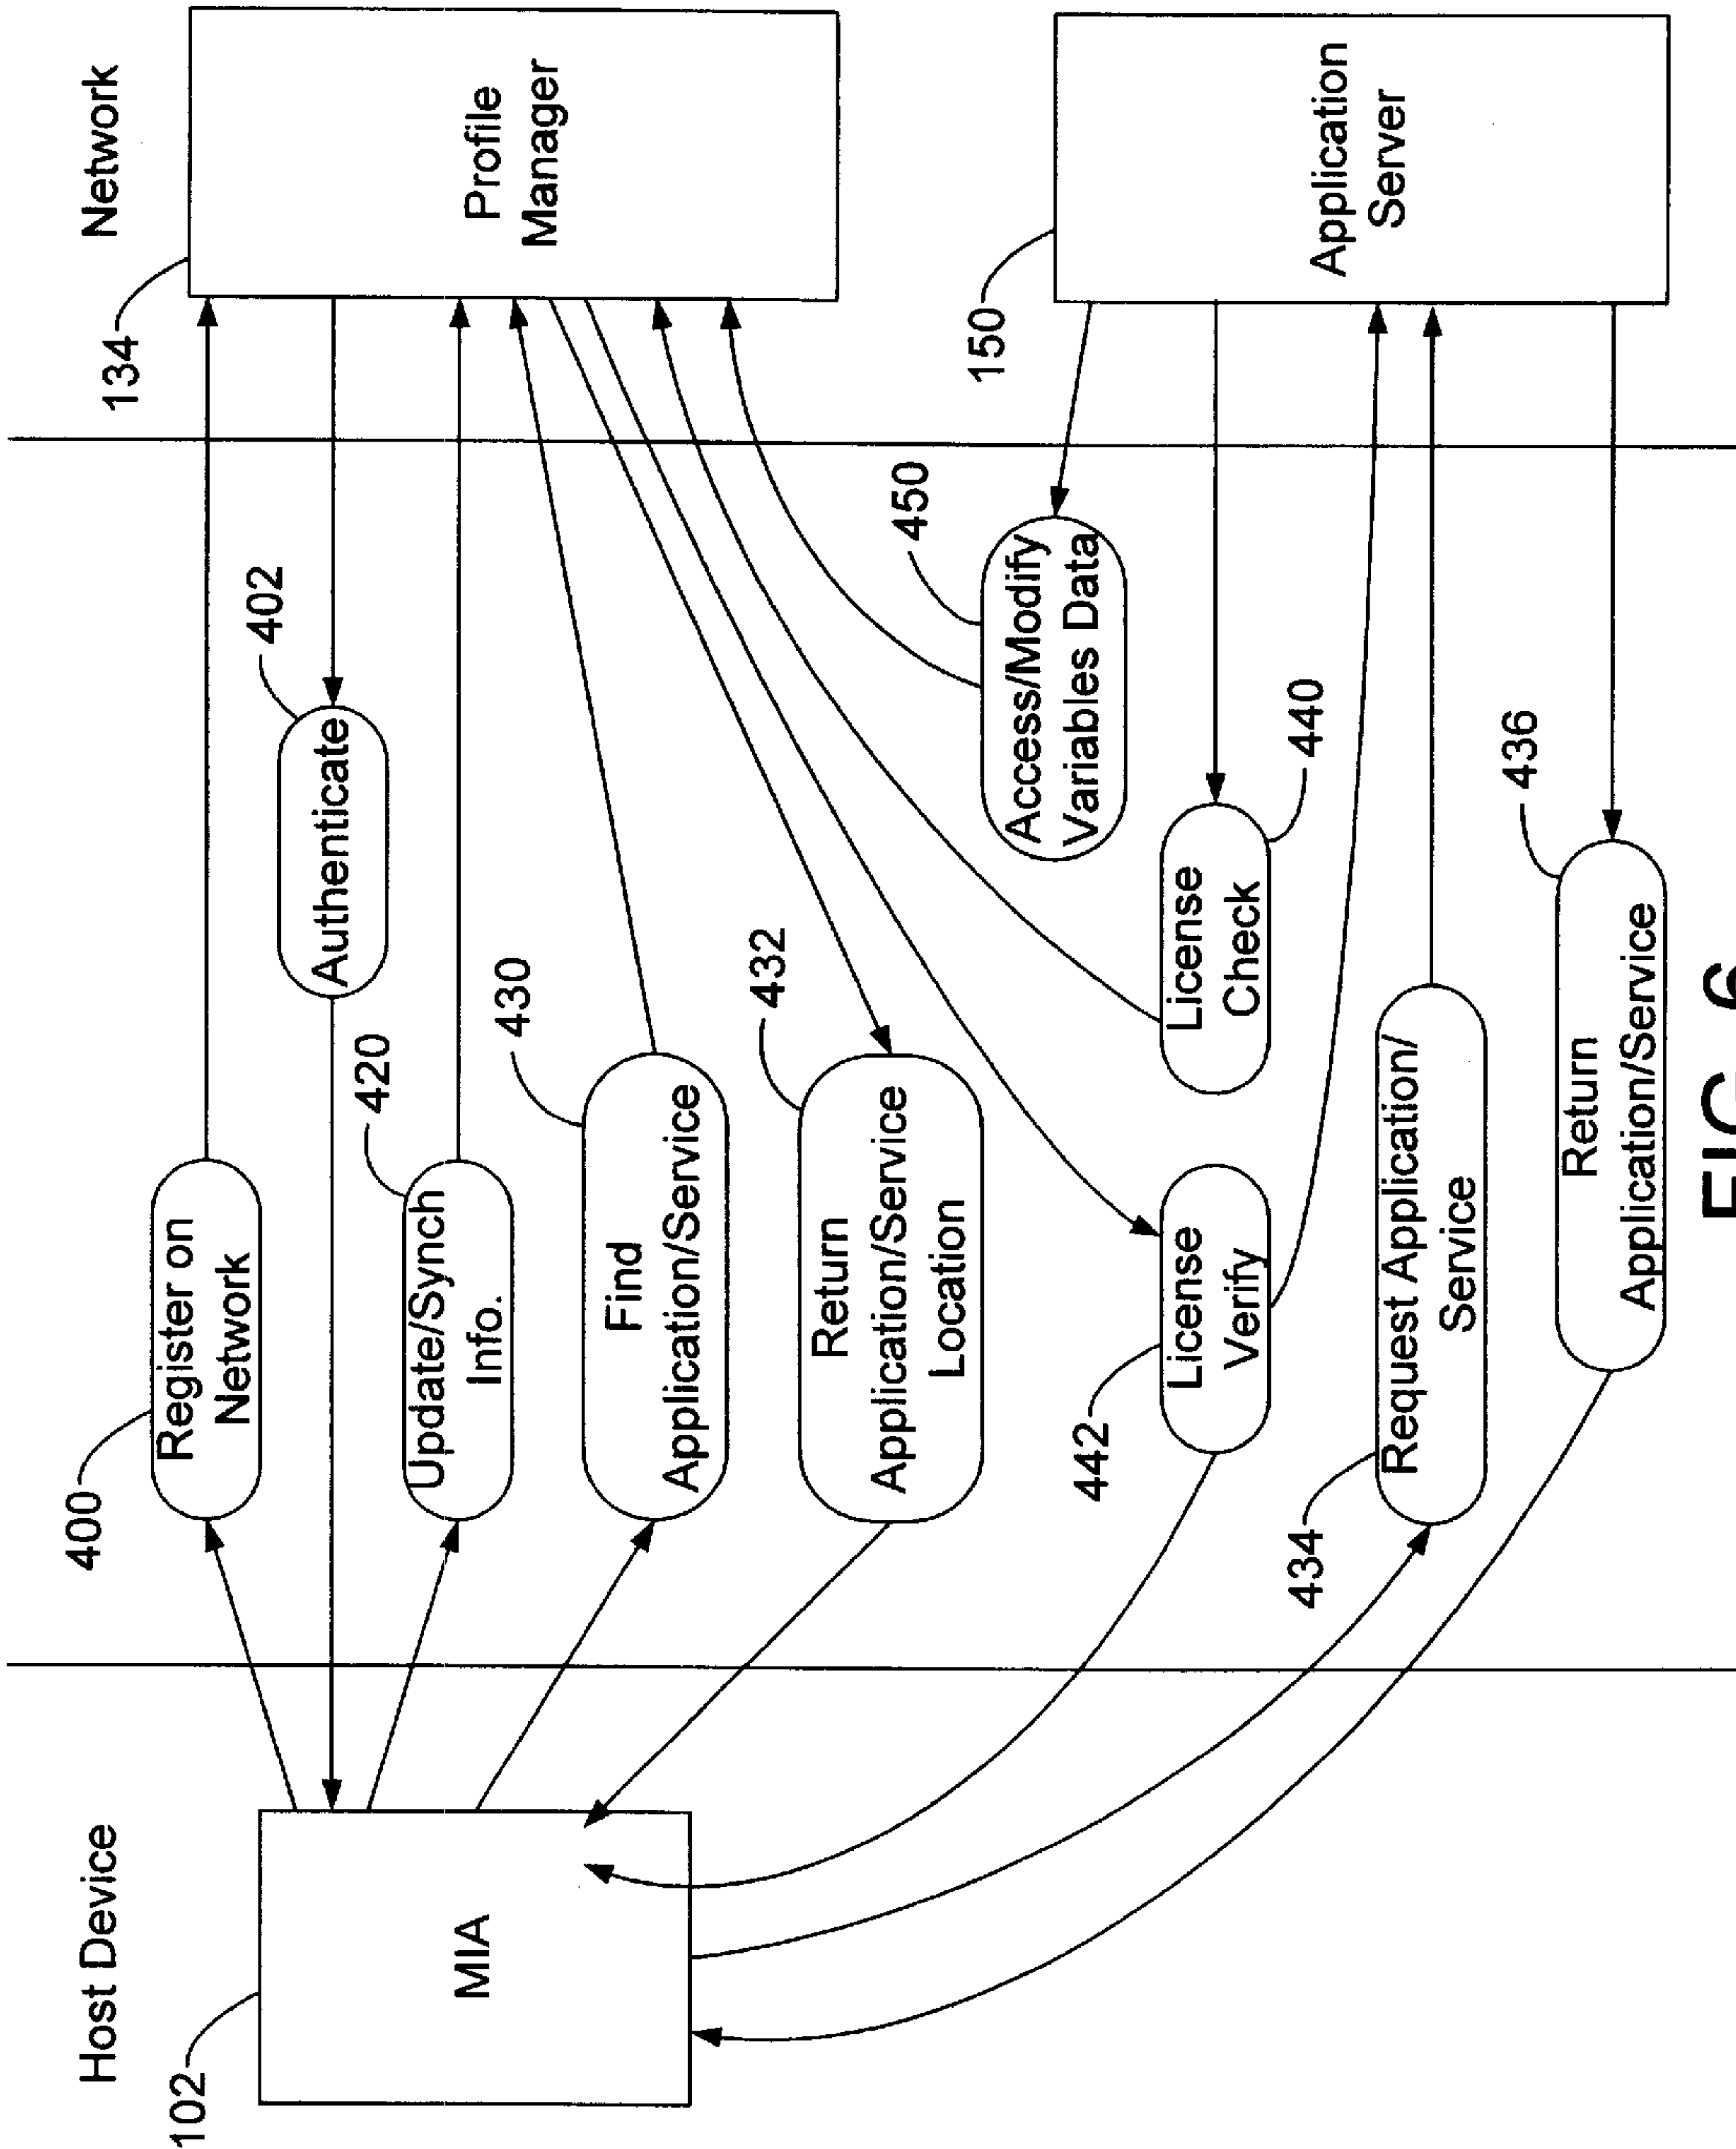 Host Device
Network
102
MIA
134
Profile
Manager
400
Register on
Network
402
Authenticate
420
Update/Synch
Info.
430
Find
Application/Service
432
Return
Application/Service
Location
450
Access/Modify
Variables Data
150
Application
Server
442
License
Verify
License
Check
440
434
Request Application/
Service
436
Return
Application/Service
FIG. 6